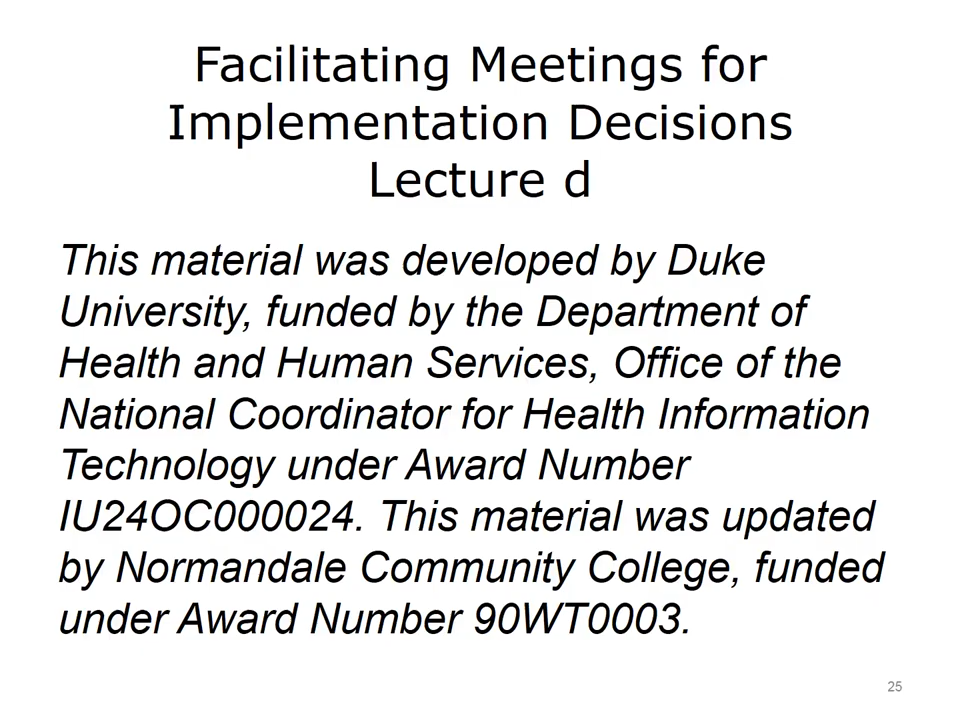 Facilitating Meetings for
Implementation Decisions
Lecture d
This material was developed by Duke
University, funded by the Department of
Health and Human Services, Office of the
National Coordinator for Health Information
Technology under Award Number
IU24OC000024. This material was updated
by Normandale Community College, funded
under Award Number 90WT0003.
25